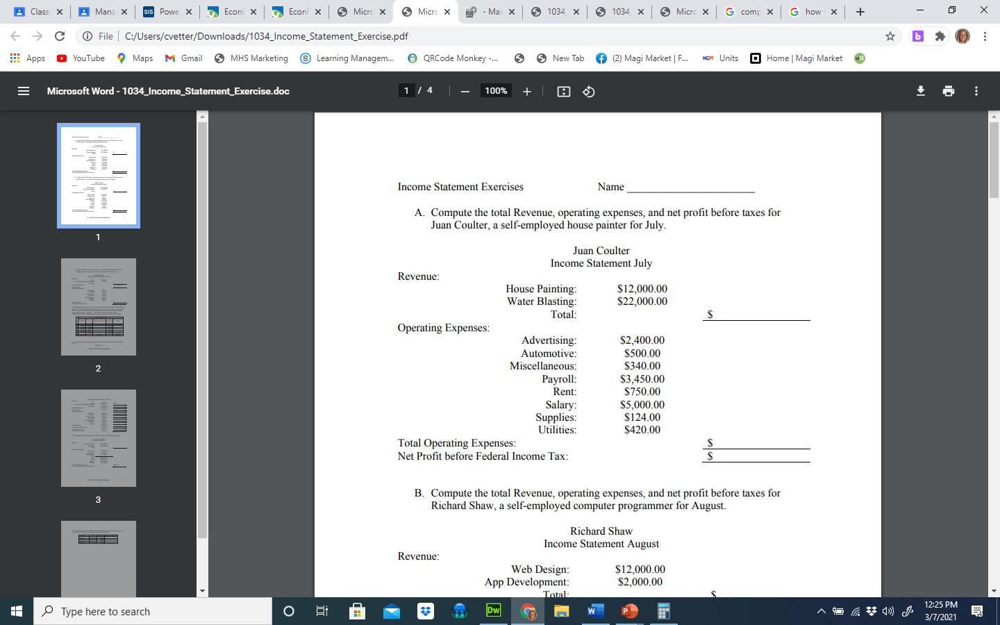 Class
Mana
SIS Powe
EconE
EconE
Micro
Micro
- Mas
1034_
1034_
Micro
comp
how
File C:/Users/cvetter/Downloads/1034_Income_Statement_Exercise.pdf
Apps YouTube Maps Gmail MHS Marketing Learning Managem... QRCode Monkey -... New Tab (2) Magi Market | F... NGPF Units Home | Magi Market
Microsoft Word - 1034_Income_Statement_Exercise.doc 1 / 4 — 100% +
1
2
3
Income Statement Exercises Name
A. Compute the total Revenue, operating expenses, and net profit before taxes for
Juan Coulter, a self-employed house painter for July.
Juan Coulter
Income Statement July
Revenue:
House Painting: $12,000.00
Water Blasting: $22,000.00
Total: $
Operating Expenses:
Advertising: $2,400.00
Automotive: $500.00
Miscellaneous: $340.00
Payroll: $3,450.00
Rent: $750.00
Salary: $5,000.00
Supplies: $124.00
Utilities: $420.00
Total Operating Expenses: $
Net Profit before Federal Income Tax: $
B. Compute the total Revenue, operating expenses, and net profit before taxes for
Richard Shaw, a self-employed computer programmer for August.
Richard Shaw
Income Statement August
Revenue:
Web Design: $12,000.00
App Development: $2,000.00
Total: $
Type here to search
Dw
12:25 PM
3/7/2021